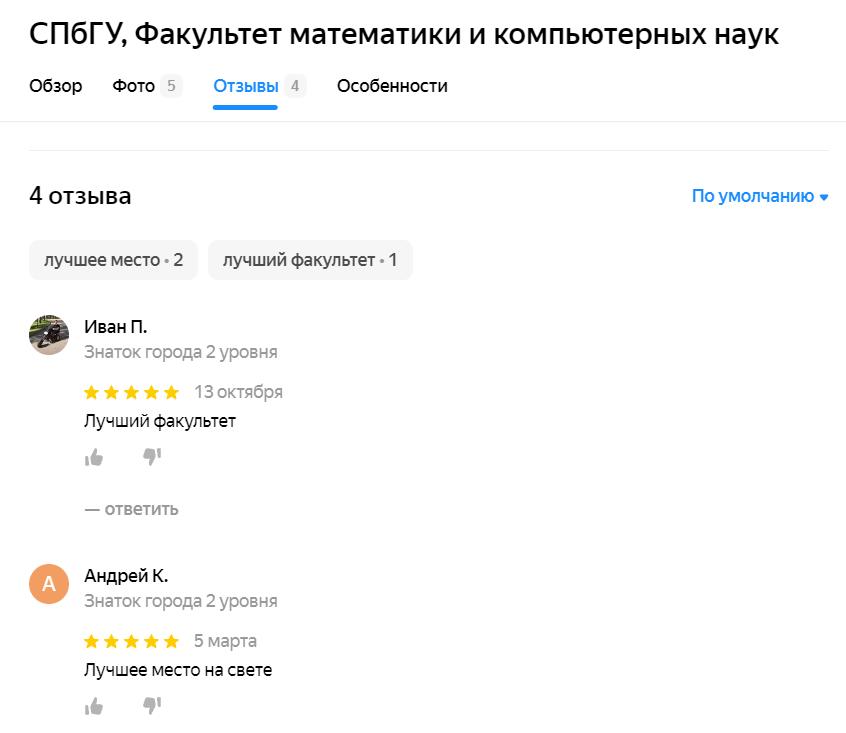 СПбГУ, Факультет математики и компьютерных наук
Обзор Фото 5 Отзывы 4 Особенности
4 отзыва По умолчанию
лучшее место • 2 лучший факультет • 1
Иван П.
Знаток города 2 уровня
13 октября
Лучший факультет
— ответить
А
Андрей К.
Знаток города 2 уровня
5 марта
Лучшее место на свете